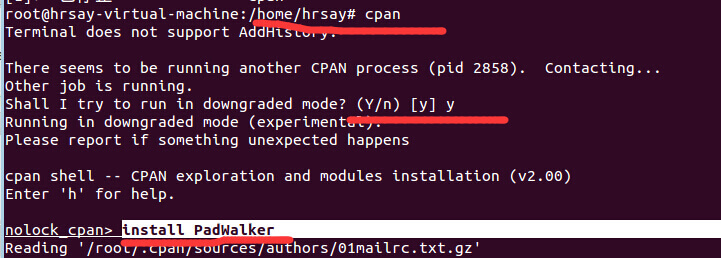 root@hrsay-virtual-machine:/home/hrsay# cpan
Terminal does not support AddHistory.
There seems to be running another CPAN process (pid 2858).  Contacting...
Other job is running.
Shall I try to run in downgraded mode? (Y/n) [y] y
Running in downgraded mode (experimental).
Please report if something unexpected happens
cpan shell -- CPAN exploration and modules installation (v2.00)
Enter 'h' for help.
nolock_cpan> install PadWalker
Reading '/root/.cpan/sources/authors/01mailrc.txt.gz'